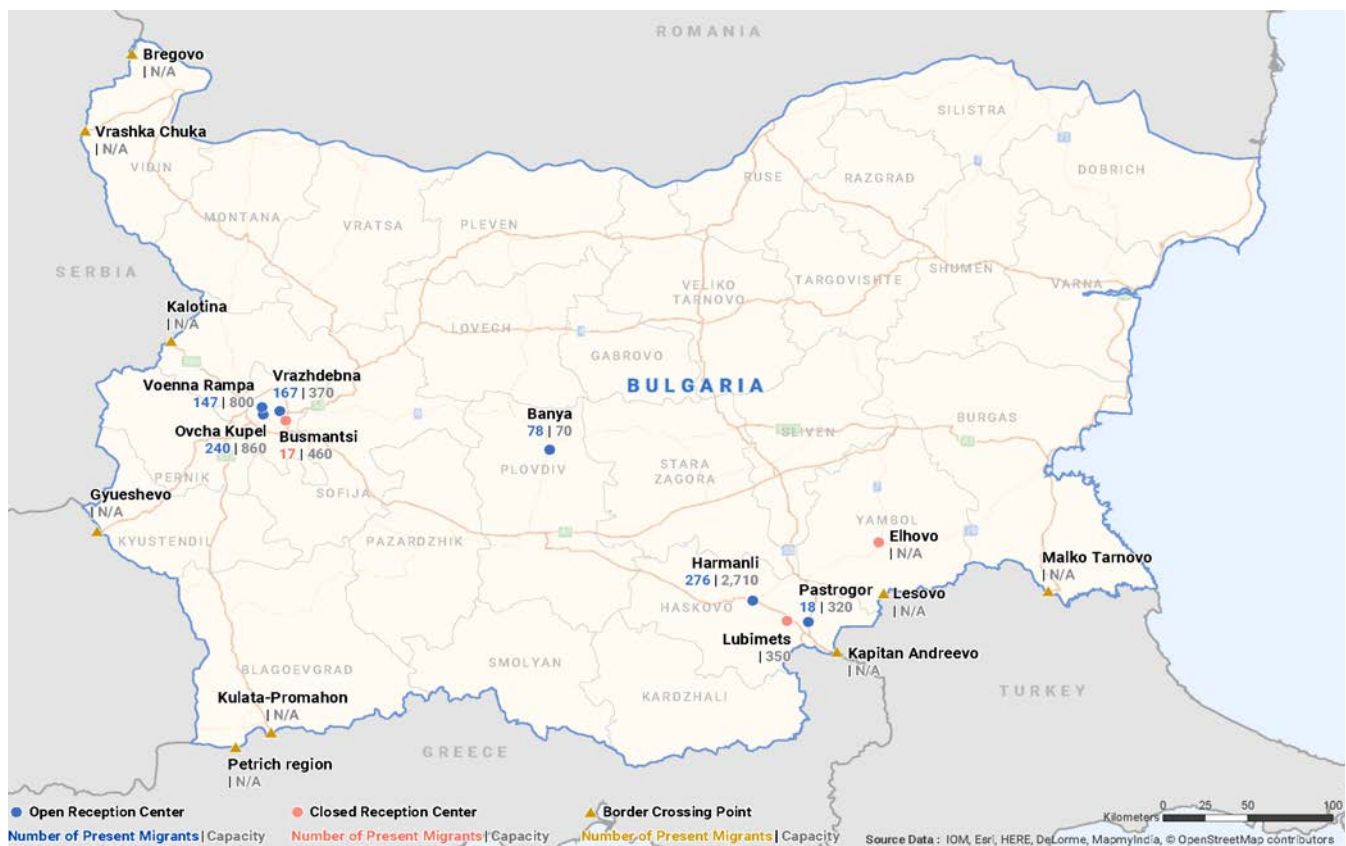 ROMANIA
Bregovo
| N/A
SILISTRA
Vrashka Chuka
| N/A
VIDIN
DOBRICH
RUSE
RAZGRAD
MONTANA
VRATSA
PLEVEN
SERBIA
SHUMEN
TARGOVISHTE
VARNA
VELIKO
TARNOVO
Kalotina
| N/A
LOVECH
GABROVO
BULGARIA
Voenna Rampa
147 | 800
Vrazhdebna
167 | 370
Ovcha Kupel
240 | 860
Busmantsi
17 | 460
Banya
78 | 70
BURGAS
SLIVEN
PLOVDIV
STARA
ZAGORA
PERNIK
SOFIJA
Gyueshevo
| N/A
KYUSTENDIL
PAZARDZHIK
YAMBOL
Elhovo
| N/A
Malko Tarnovo
| N/A
Harmanli
276 | 2,710
Pastrogor
18 | 320
Lesovo
| N/A
HASKOVO
Lubimets
| 350
Kapitan Andreevo
| N/A
BLAGOEVGRAD
SMOLYAN
KARDZHALI
TURKEY
Kulata-Promahon
| N/A
GREECE
Petrich region
| N/A
Open Reception Center
Number of Present Migrants | Capacity
Closed Reception Center
Number of Present Migrants | Capacity
Border Crossing Point
Number of Present Migrants | Capacity
0 25 50 100
Kilometers
Source Data : IOM, Esri, HERE, DeLorme, MapmyIndia, © OpenStreetMap contributors